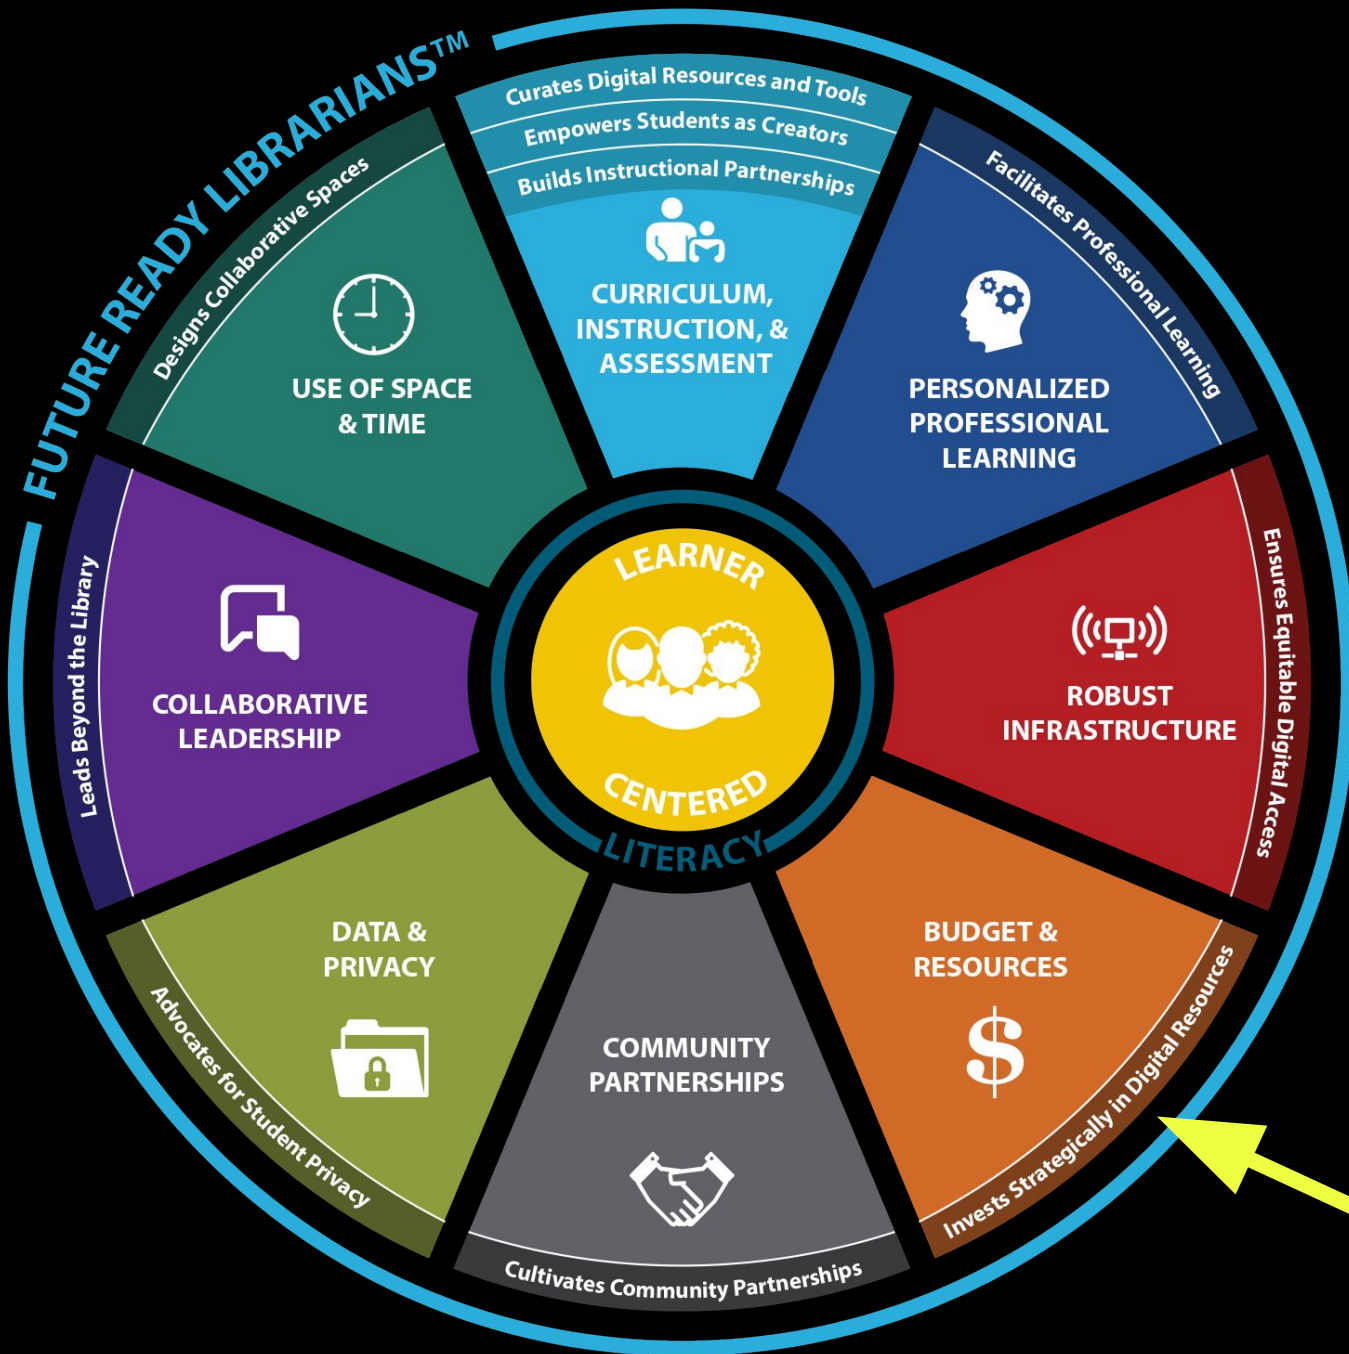 FUTURE READY LIBRARIANS™
Curates Digital Resources and Tools
Empowers Students as Creators
Builds Instructional Partnerships
CURRICULUM,
INSTRUCTION, &
ASSESSMENT
Facilitates Professional Learning
PERSONALIZED
PROFESSIONAL
LEARNING
Ensures Equitable Digital Access
ROBUST
INFRASTRUCTURE
BUDGET &
RESOURCES
$
Invests Strategically in Digital Resources
COMMUNITY
PARTNERSHIPS
Cultivates Community Partnerships
DATA &
PRIVACY
Advocates for Student Privacy
Leads Beyond the Library
COLLABORATIVE
LEADERSHIP
Designs Collaborative Spaces
USE OF SPACE
& TIME
LEARNER
CENTERED
LITERACY